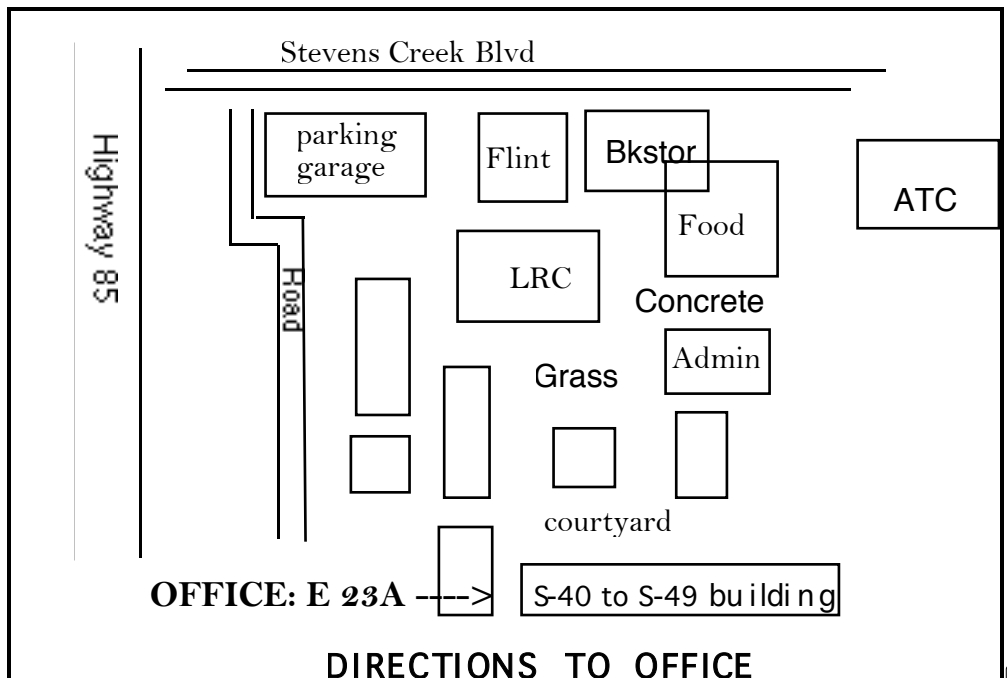 Stevens Creek Blvd
Highway 85
parking
garage
Flint
Bkstor
Food
ATC
Road
LRC
Concrete
Admin
Grass
courtyard
OFFICE: E 23A ---->
S-40 to S-49 building
DIRECTIONS TO OFFICE